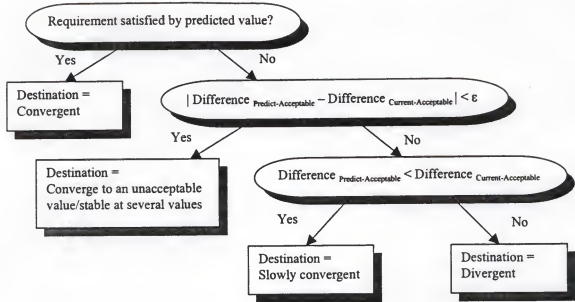 Requirement satisfied by predicted value?
Yes
No
Destination =
Convergent
| Difference Predict-Acceptable – Difference Current-Acceptable | < ε
Yes
No
Destination =
Converge to an unacceptable
value/stable at several values
Difference Predict-Acceptable < Difference Current-Acceptable
Yes
No
Destination =
Slowly convergent
Destination =
Divergent